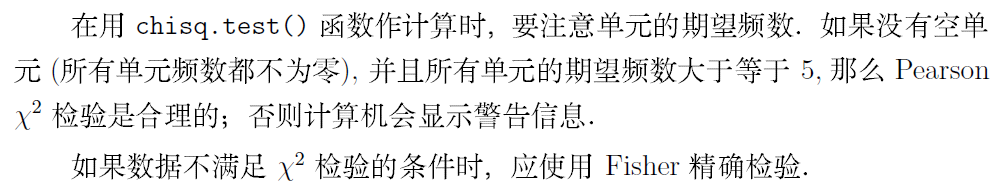 在用 chisq.test() 函数作计算时, 要注意单元的期望频数. 如果没有空单
元 (所有单元频数都不为零), 并且所有单元的期望频数大于等于 5, 那么 Pearson
χ² 检验是合理的; 否则计算机会显示警告信息.
如果数据不满足 χ² 检验的条件时, 应使用 Fisher 精确检验.